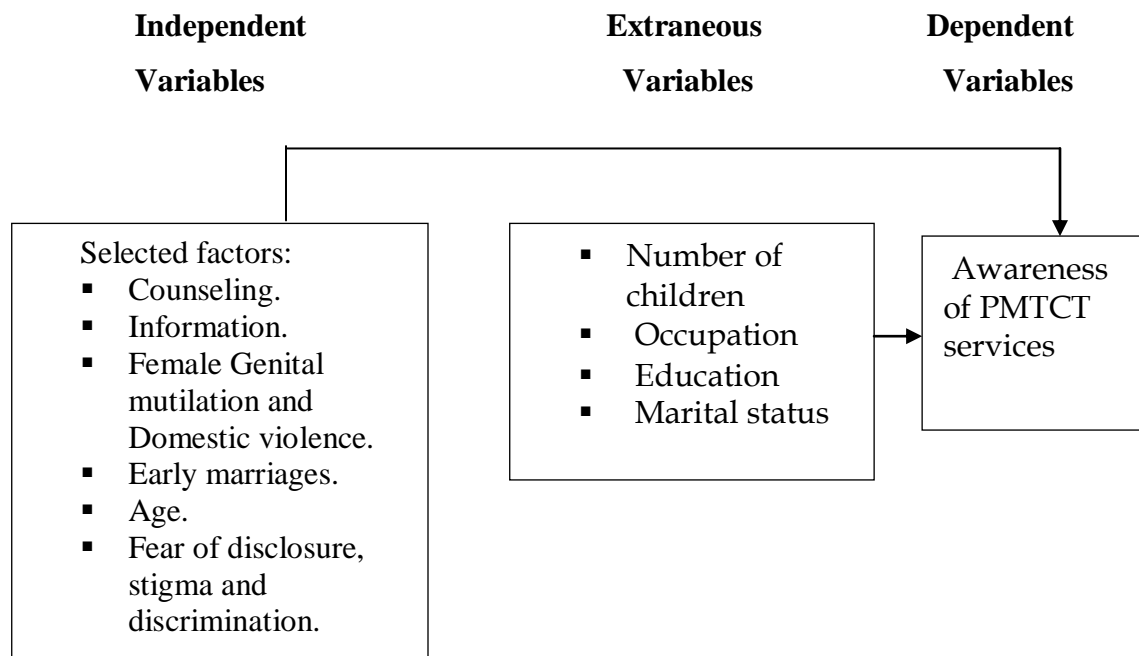 Independent
Variables
Extraneous
Variables
Dependent
Variables
Selected factors:
▪ Counseling.
▪ Information.
▪ Female Genital
mutilation and
Domestic violence.
▪ Early marriages.
▪ Age.
▪ Fear of disclosure,
stigma and
discrimination.
▪ Number of
children
▪ Occupation
▪ Education
▪ Marital status
Awareness
of PMTCT
services